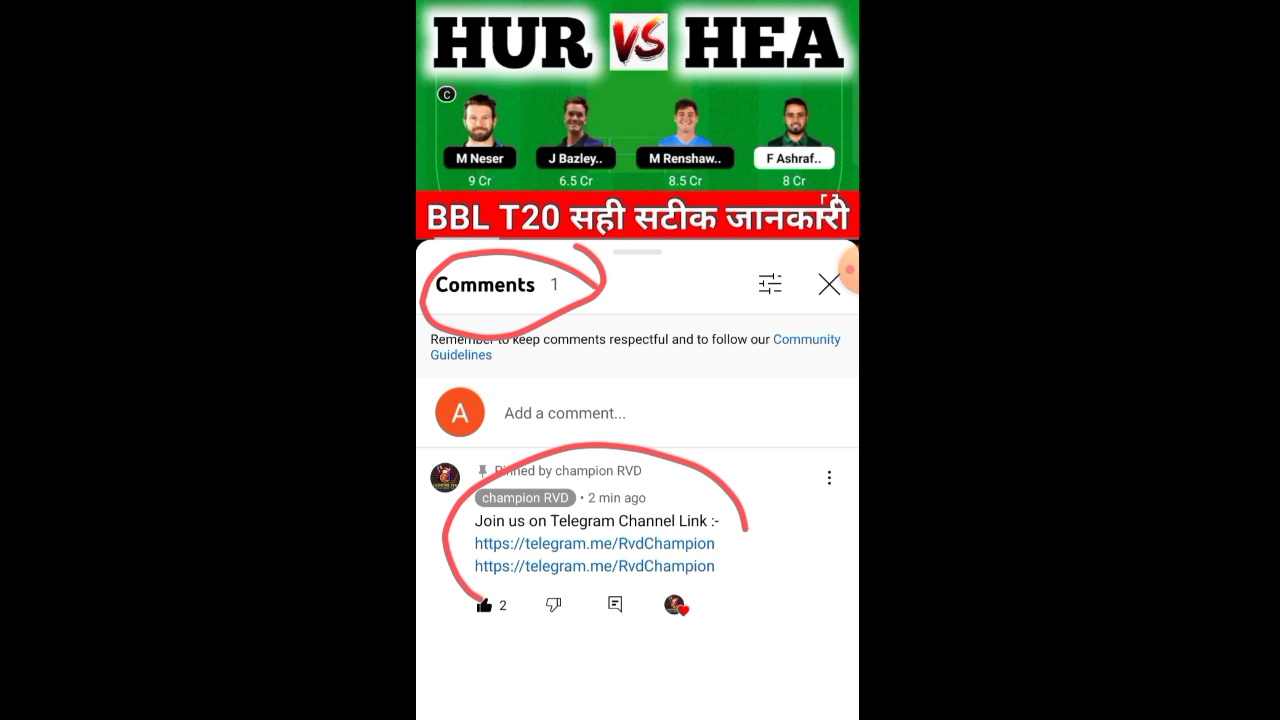 HUR VS HEA
C
M Neser
J Bazley..
M Renshaw..
F Ashraf..
9 Cr
6.5 Cr
8.5 Cr
8 Cr
BBL T20 सही सटीक जानकारी
Comments 1
Remember to keep comments respectful and to follow our Community
Guidelines
A
Add a comment...
Pinned by champion RVD
champion RVD • 2 min ago
Join us on Telegram Channel Link :-
https://telegram.me/RvdChampion
https://telegram.me/RvdChampion
2